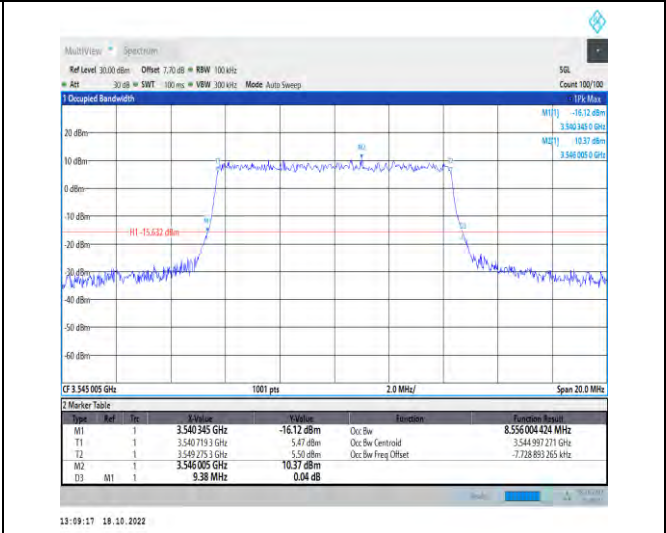 MultiView Spectrum
Ref Level 30.00 dBm Offset 7.70 dB RBW 100 kHz SGL
Att 30 dB SWT 100 ms VBW 300 kHz Mode Auto Sweep Count 100/100
1 Occupied Bandwidth 1Pk Max
M1[1] -16.12 dBm
3.540 345 0 GHz
M2[1] 10.37 dBm
3.546 005 0 GHz
20 dBm
M2
10 dBm T1 T2
0 dBm
-10 dBm
M1 D3
H1 -15.632 dBm
-20 dBm
-30 dBm
-40 dBm
-50 dBm
-60 dBm
CF 3.545 005 GHz 1001 pts 2.0 MHz/ Span 20.0 MHz
2 Marker Table
Type Ref Trc X-Value Y-Value Function Function Result
M1 1 3.540 345 GHz -16.12 dBm Occ Bw 8.556 004 424 MHz
T1 1 3.540 719 3 GHz 5.47 dBm Occ Bw Centroid 3.544 997 271 GHz
T2 1 3.549 275 3 GHz 5.50 dBm Occ Bw Freq Offset -7.728 893 265 kHz
M2 1 3.546 005 GHz 10.37 dBm
D3 M1 1 9.38 MHz 0.04 dB
13:09:17 18.10.2022